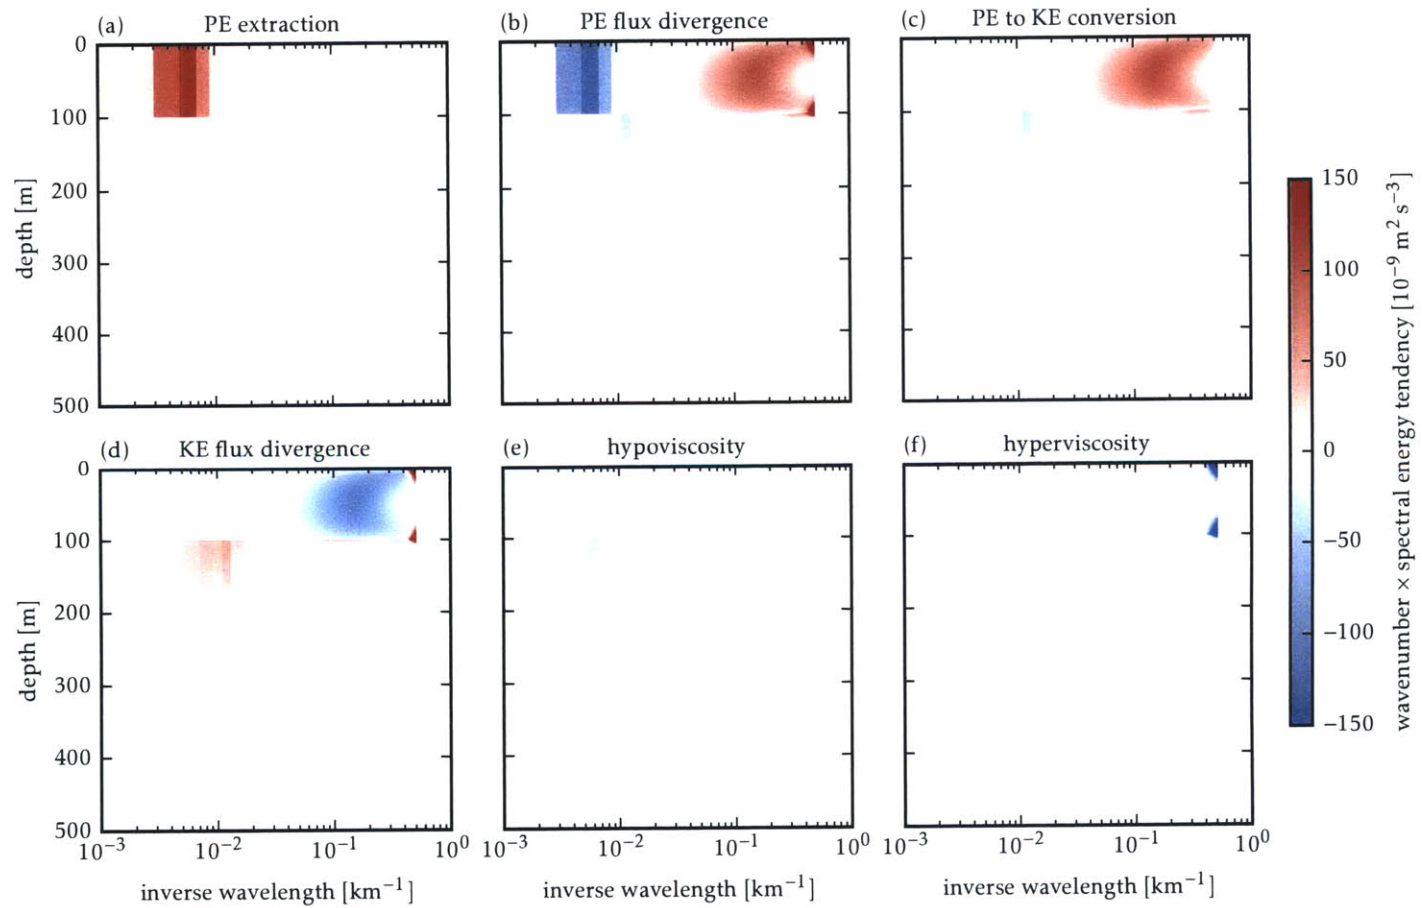 (a) PE extraction
(b) PE flux divergence
(c) PE to KE conversion
0
100
200
300
400
500
depth [m]
(d) KE flux divergence
(e) hypoviscosity
(f) hyperviscosity
0
100
200
300
400
500
depth [m]
10⁻³ 10⁻² 10⁻¹ 10⁰
10⁻³ 10⁻² 10⁻¹ 10⁰
10⁻³ 10⁻² 10⁻¹ 10⁰
inverse wavelength [km⁻¹]
inverse wavelength [km⁻¹]
inverse wavelength [km⁻¹]
150
100
50
0
−50
−100
−150
wavenumber × spectral energy tendency [10⁻⁹ m² s⁻³]